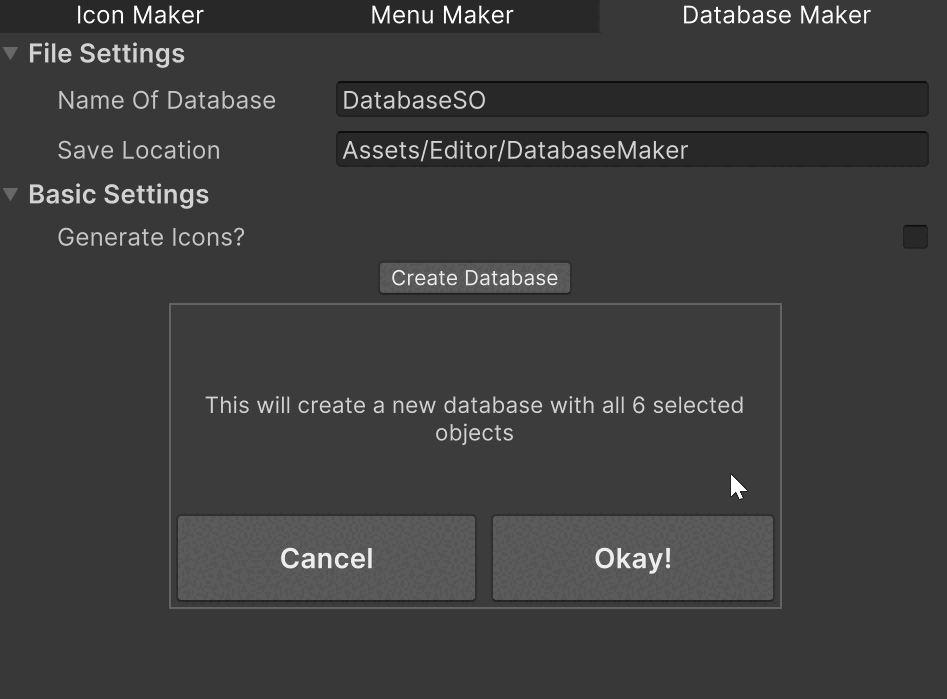 Icon Maker Menu Maker Database Maker
File Settings
Name Of Database DatabaseSO
Save Location Assets/Editor/DatabaseMaker
Basic Settings
Generate Icons?
Create Database
This will create a new database with all 6 selected
objects
Cancel Okay!